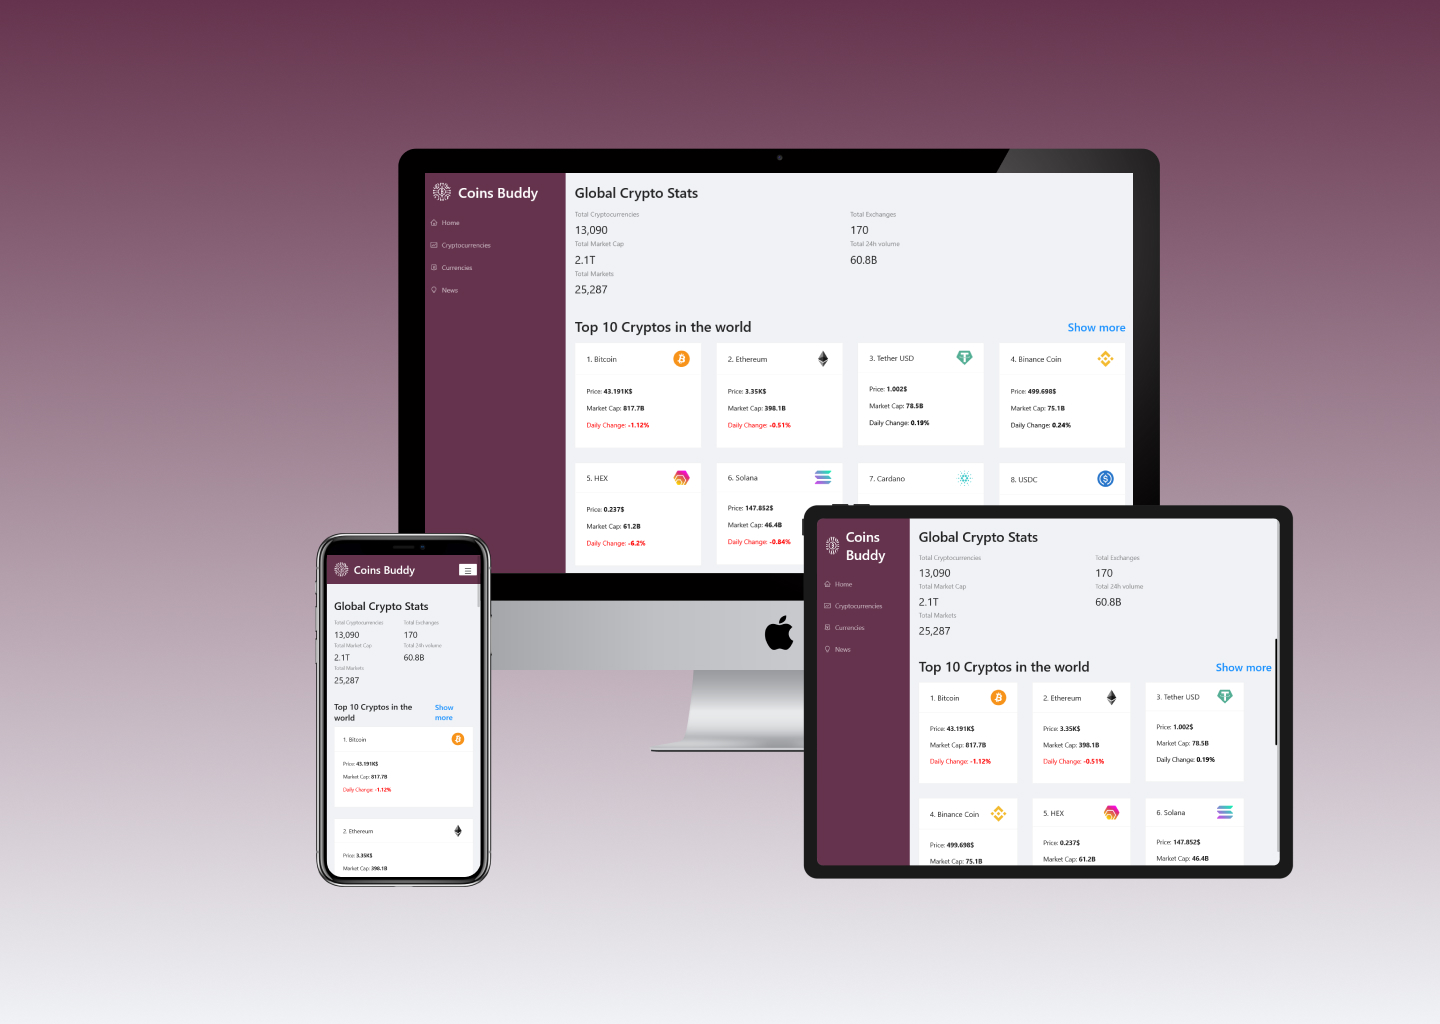 Coins Buddy
Home
Cryptocurrencies
Currencies
News
Global Crypto Stats
Total Cryptocurrencies
13,090
Total Exchanges
170
Total Market Cap
2.1T
Total 24h volume
60.8B
Total Markets
25,287
Top 10 Cryptos in the world
Show more
1. Bitcoin
Price: 43.191K$
Market Cap: 817.7B
Daily Change: -1.12%
2. Ethereum
Price: 3.35K$
Market Cap: 398.1B
Daily Change: -0.51%
3. Tether USD
Price: 1.002$
Market Cap: 78.5B
Daily Change: 0.19%
4. Binance Coin
Price: 499.698$
Market Cap: 75.1B
Daily Change: 0.24%
5. HEX
Price: 0.237$
Market Cap: 61.2B
Daily Change: -6.2%
6. Solana
Price: 147.852$
Market Cap: 46.4B
Daily Change: -0.84%
7. Cardano
8. USDC
Coins Buddy
Global Crypto Stats
Total Cryptocurrencies
13,090
Total Exchanges
170
Total Market Cap
2.1T
Total 24h volume
60.8B
Total Markets
25,287
Top 10 Cryptos in the
world
Show
more
1. Bitcoin
Price: 43.191K$
Market Cap: 817.7B
Daily Change: -1.12%
2. Ethereum
Price: 3.35K$
Market Cap: 398.1B
Coins
Buddy
Home
Cryptocurrencies
Currencies
News
Global Crypto Stats
Total Cryptocurrencies
13,090
Total Exchanges
170
Total Market Cap
2.1T
Total 24h volume
60.8B
Total Markets
25,287
Top 10 Cryptos in the world
Show more
1. Bitcoin
Price: 43.191K$
Market Cap: 817.7B
Daily Change: -1.12%
2. Ethereum
Price: 3.35K$
Market Cap: 398.1B
Daily Change: -0.51%
3. Tether USD
Price: 1.002$
Market Cap: 78.5B
Daily Change: 0.19%
4. Binance Coin
Price: 499.698$
Market Cap: 75.1B
5. HEX
Price: 0.237$
Market Cap: 61.2B
6. Solana
Price: 147.852$
Market Cap: 46.4B